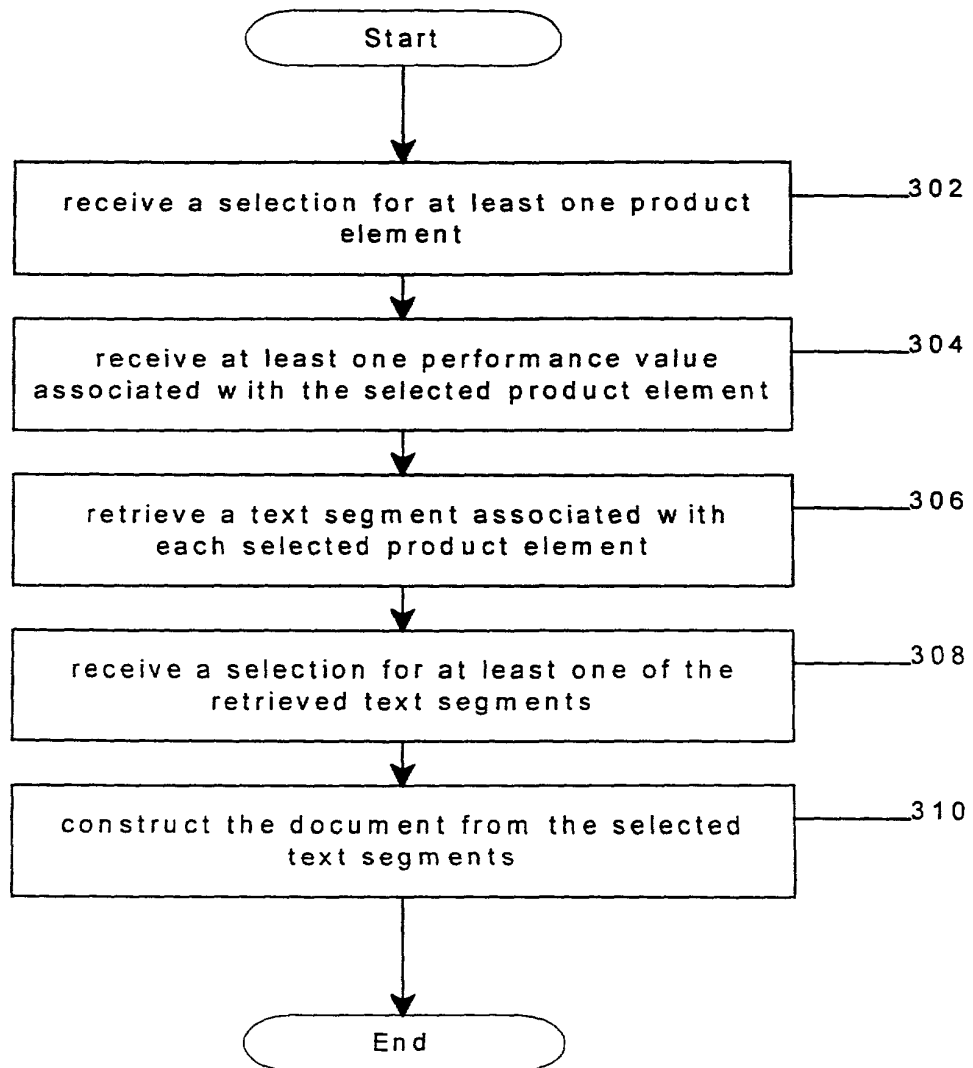 Start
receive a selection for at least one product
element
302
receive at least one performance value
associated with the selected product element
304
retrieve a text segment associated with
each selected product element
306
receive a selection for at least one of the
retrieved text segments
308
construct the document from the selected
text segments
310
End